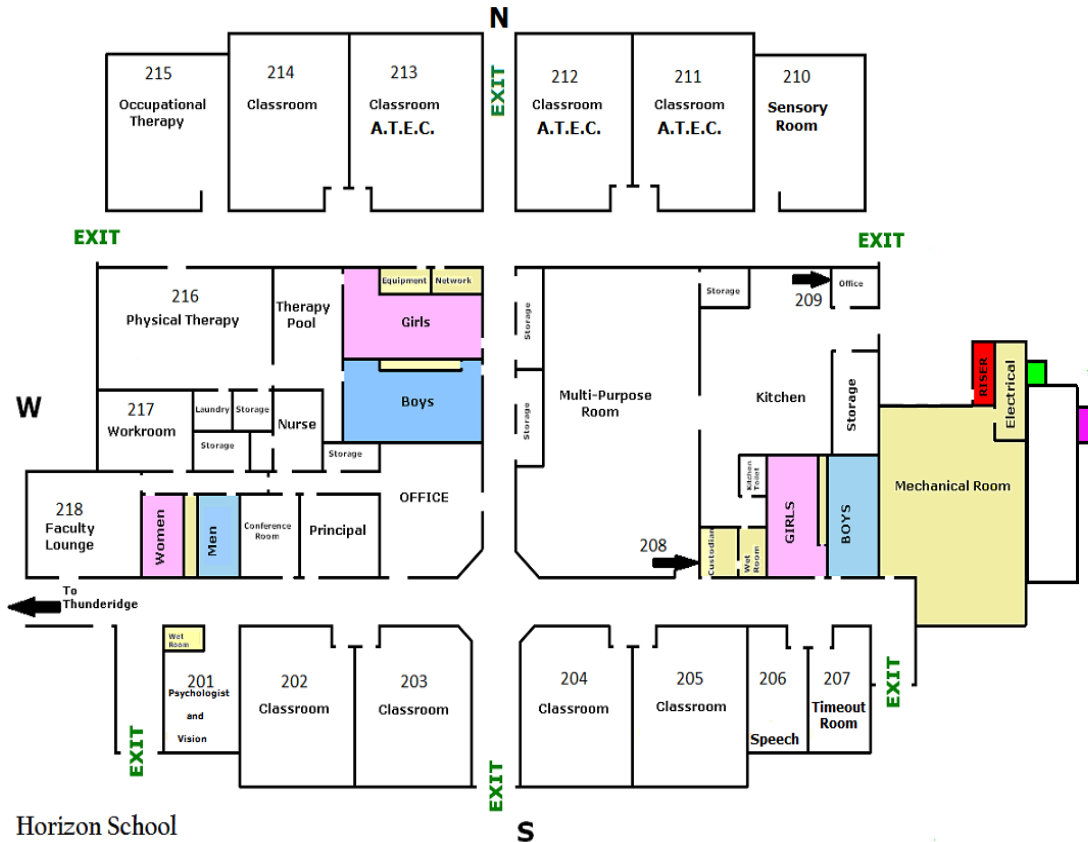 N
215
Occupational
Therapy
214
Classroom
213
Classroom
A.T.E.C.
EXIT
212
Classroom
A.T.E.C.
211
Classroom
A.T.E.C.
210
Sensory
Room
EXIT
EXIT
216
Physical Therapy
Therapy
Pool
Equipment
Network
Girls
Storage
Storage
Office
209
W
217
Workroom
Laundry
Storage
Storage
Nurse
Boys
Storage
Storage
Multi-Purpose
Room
Kitchen
Storage
RISER
Electrical
Mechanical Room
218
Faculty
Lounge
Women
Men
Conference
Room
Principal
OFFICE
208
Custodian
Wet
Room
Kitchen
Toilet
GIRLS
BOYS
To
Thunderidge
Wet
Room
201
Psychologist
and
Vision
202
Classroom
203
Classroom
204
Classroom
205
Classroom
206
Speech
207
Timeout
Room
EXIT
EXIT
EXIT
Horizon School
S